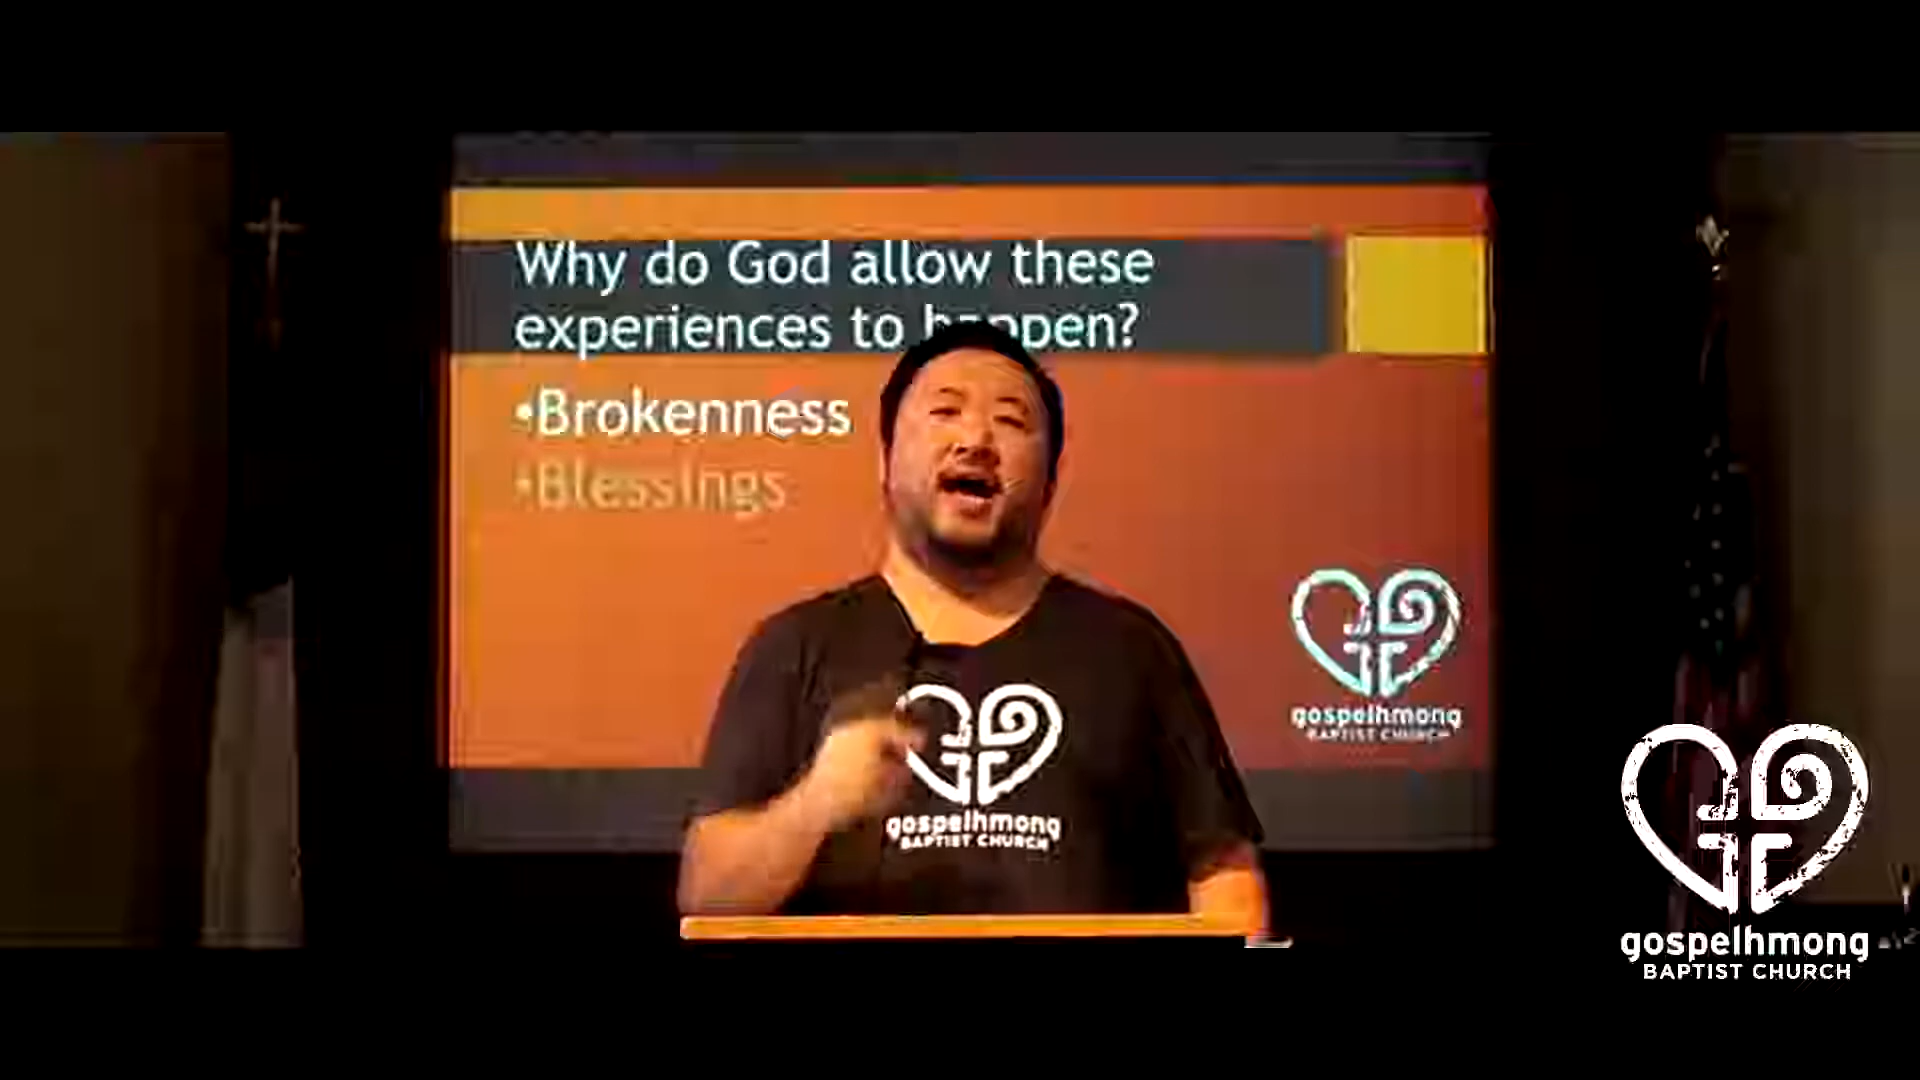 Why do God allow these
experiences to happen?
•Brokenness
•Blessings
gospelhmong
BAPTIST CHURCH
gospelhmong
BAPTIST CHURCH
gospelhmong
BAPTIST CHURCH